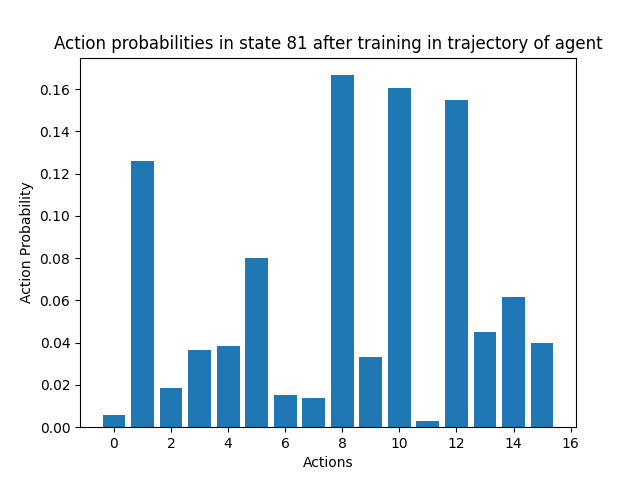 Action probabilities in state 81 after training in trajectory of agent
0.16
0.14
0.12
0.10
0.08
0.06
0.04
0.02
0.00
Action Probability
0 2 4 6 8 10 12 14 16
Actions